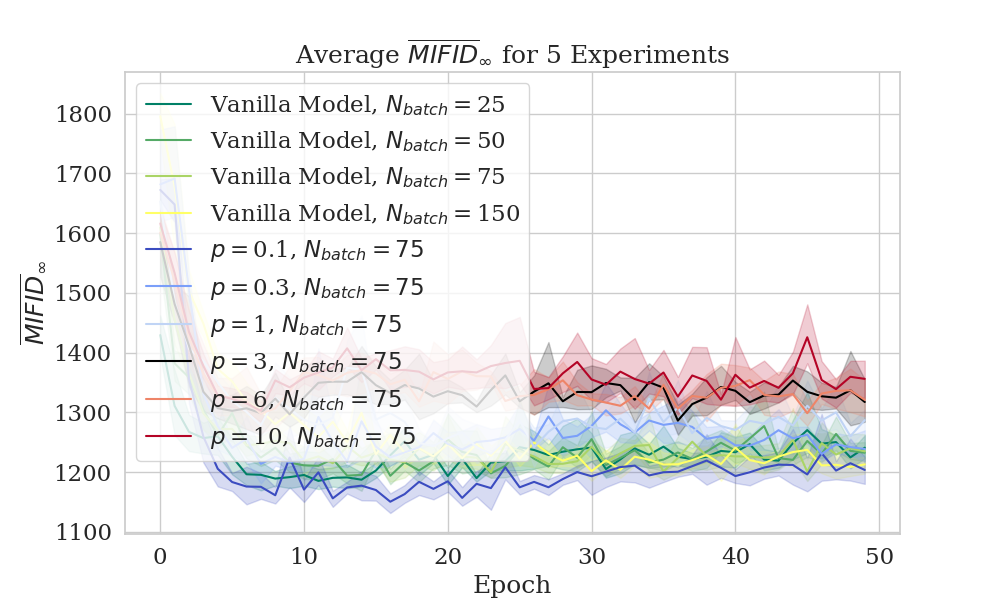 Average $\overline{MIFID}_\infty$ for 5 Experiments
$\overline{MIFID}_\infty$
1800
1700
1600
1500
1400
1300
1200
1100
Vanilla Model, $N_{batch} = 25$
Vanilla Model, $N_{batch} = 50$
Vanilla Model, $N_{batch} = 75$
Vanilla Model, $N_{batch} = 150$
$p = 0.1$, $N_{batch} = 75$
$p = 0.3$, $N_{batch} = 75$
$p = 1$, $N_{batch} = 75$
$p = 3$, $N_{batch} = 75$
$p = 6$, $N_{batch} = 75$
$p = 10$, $N_{batch} = 75$
0 10 20 30 40 50
Epoch